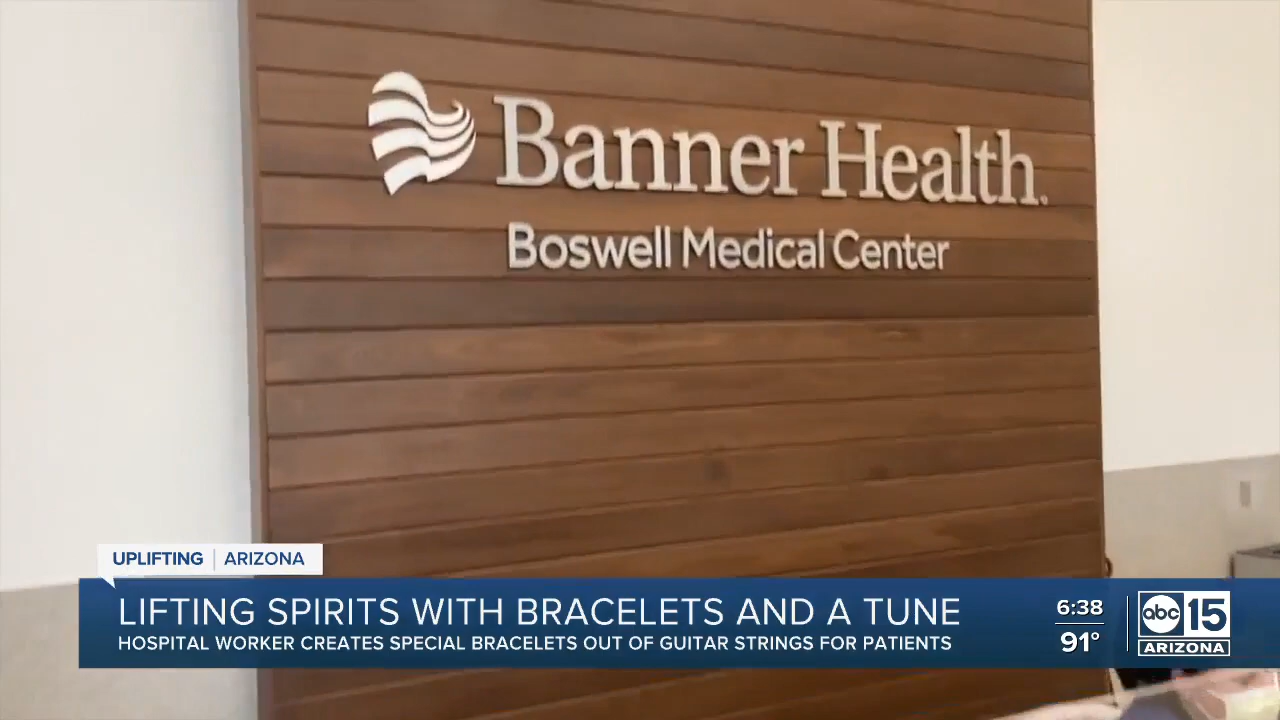 Banner Health®
Boswell Medical Center
UPLIFTING | ARIZONA
LIFTING SPIRITS WITH BRACELETS AND A TUNE
HOSPITAL WORKER CREATES SPECIAL BRACELETS OUT OF GUITAR STRINGS FOR PATIENTS
6:38
91°
abc 15
ARIZONA